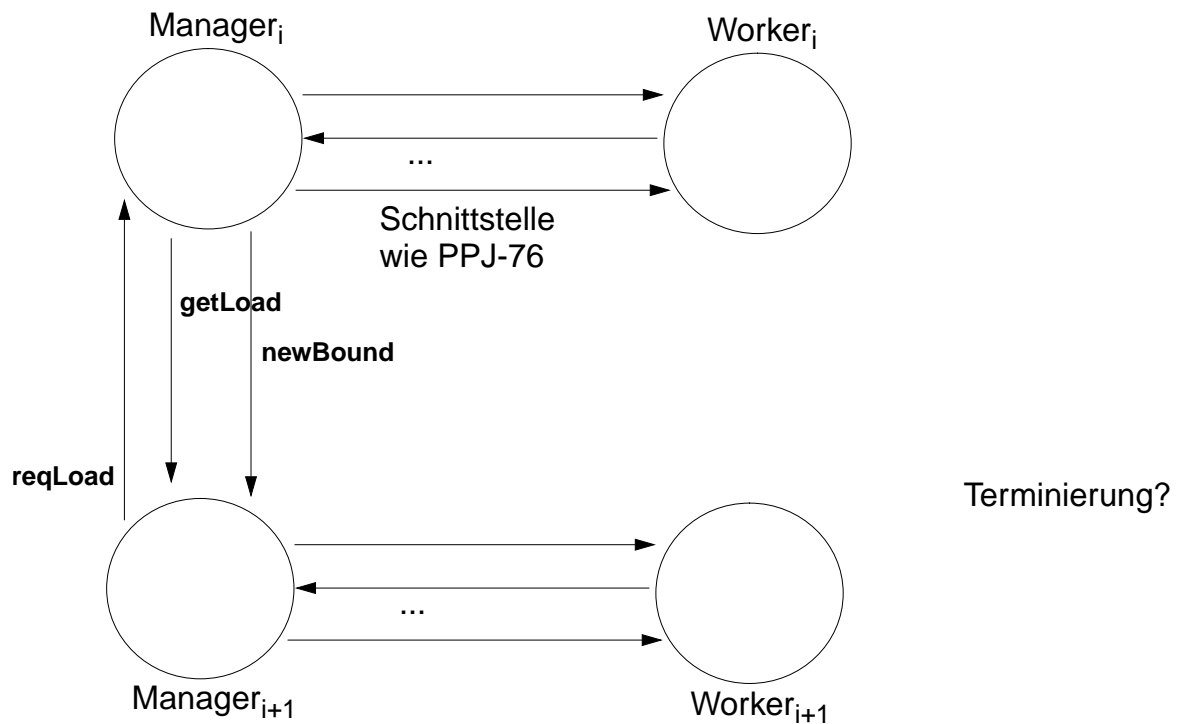 Manager_i
Worker_i
...
Schnittstelle
wie PPJ-76
getLoad
newBound
reqLoad
Terminierung?
...
Manager_i+1
Worker_i+1